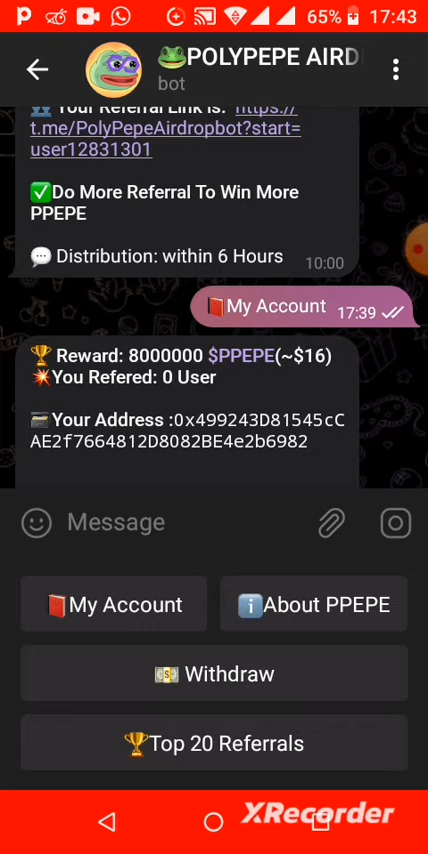 65% 17:43
🐸POLYPEPE AIRD
bot
Your Referral Link is: https://
t.me/PolyPepeAirdropbot?start=
user12831301
✅Do More Referral To Win More
PPEPE
💬 Distribution: within 6 Hours 10:00
📕My Account 17:39
🏆 Reward: 8000000 $PPEPE(~$16)
💥You Refered: 0 User
📇Your Address :0x499243D81545cC
AE2f7664812D8082BE4e2b6982
Message
📕My Account
ℹ️About PPEPE
💵 Withdraw
🏆Top 20 Referrals
XRecorder